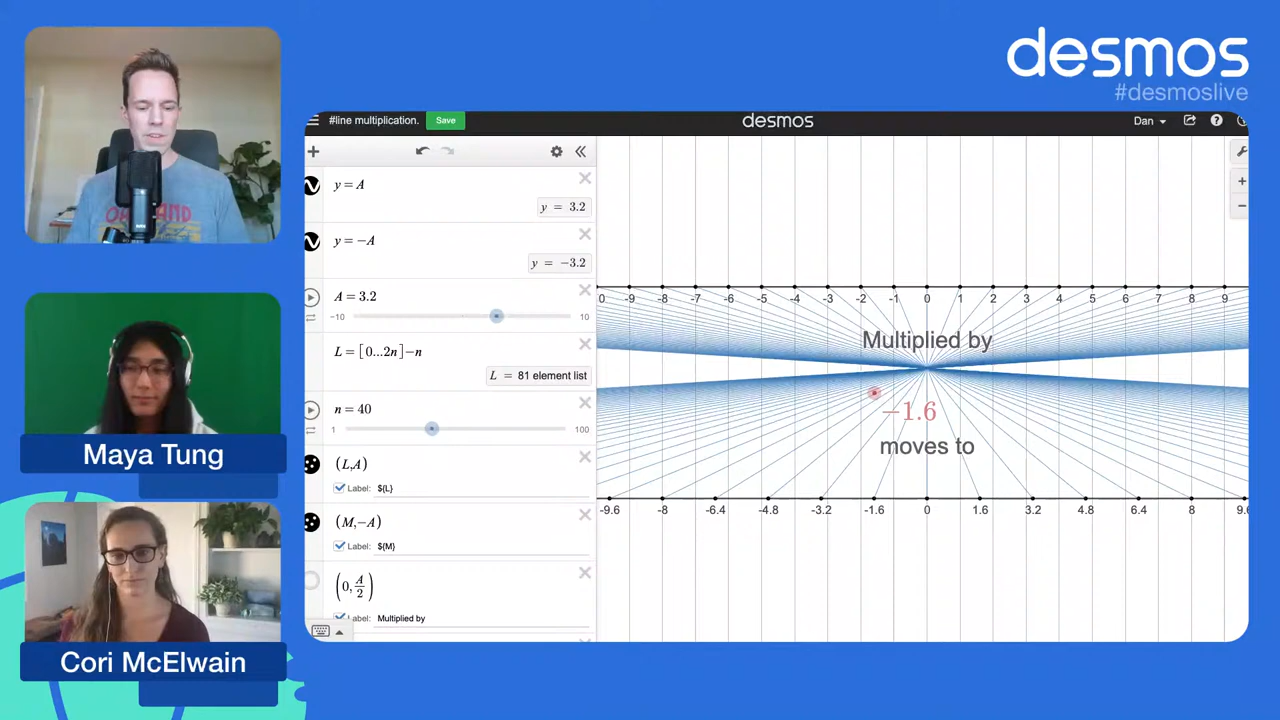 desmos
#desmoslive
#line multiplication.
Save
desmos
Dan
y = A
y = 3.2
y = −A
y = −3.2
A = 3.2
−10
10
L = [0...2n]−n
L = 81 element list
n = 40
1
100
(L,A)
Label: ${L}
(M,−A)
Label: ${M}
(0, A/2)
Label: Multiplied by
0 -9 -8 -7 -6 -5 -4 -3 -2 -1 0 1 2 3 4 5 6 7 8 9
Multiplied by
−1.6
moves to
-9.6 -8 -6.4 -4.8 -3.2 -1.6 0 1.6 3.2 4.8 6.4 8 9.6
OAKLAND
Maya Tung
Cori McElwain